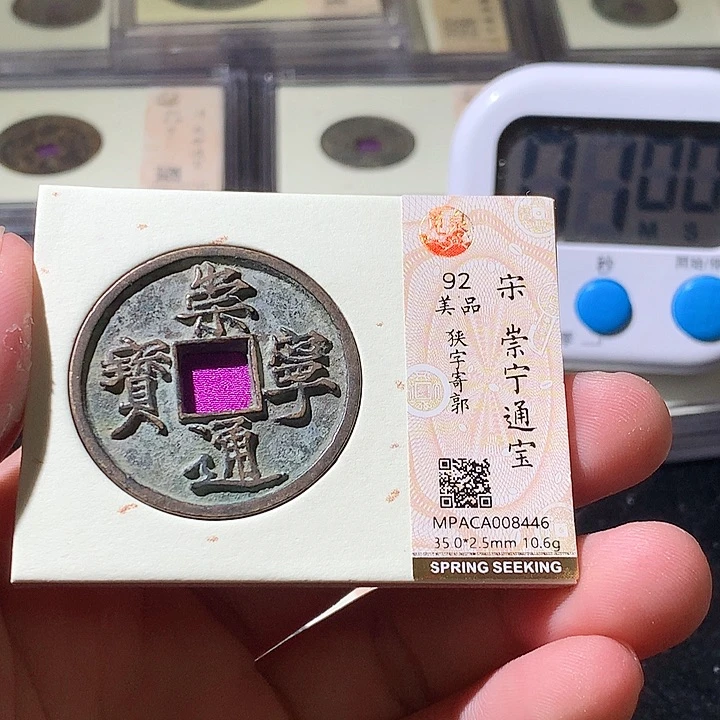 崇寧通寳
92
美品
宋 崇宁通宝
狭字寄郭
MPACA008446
35.0*2.5mm 10.6g
SPRING SEEKING
M S
秒